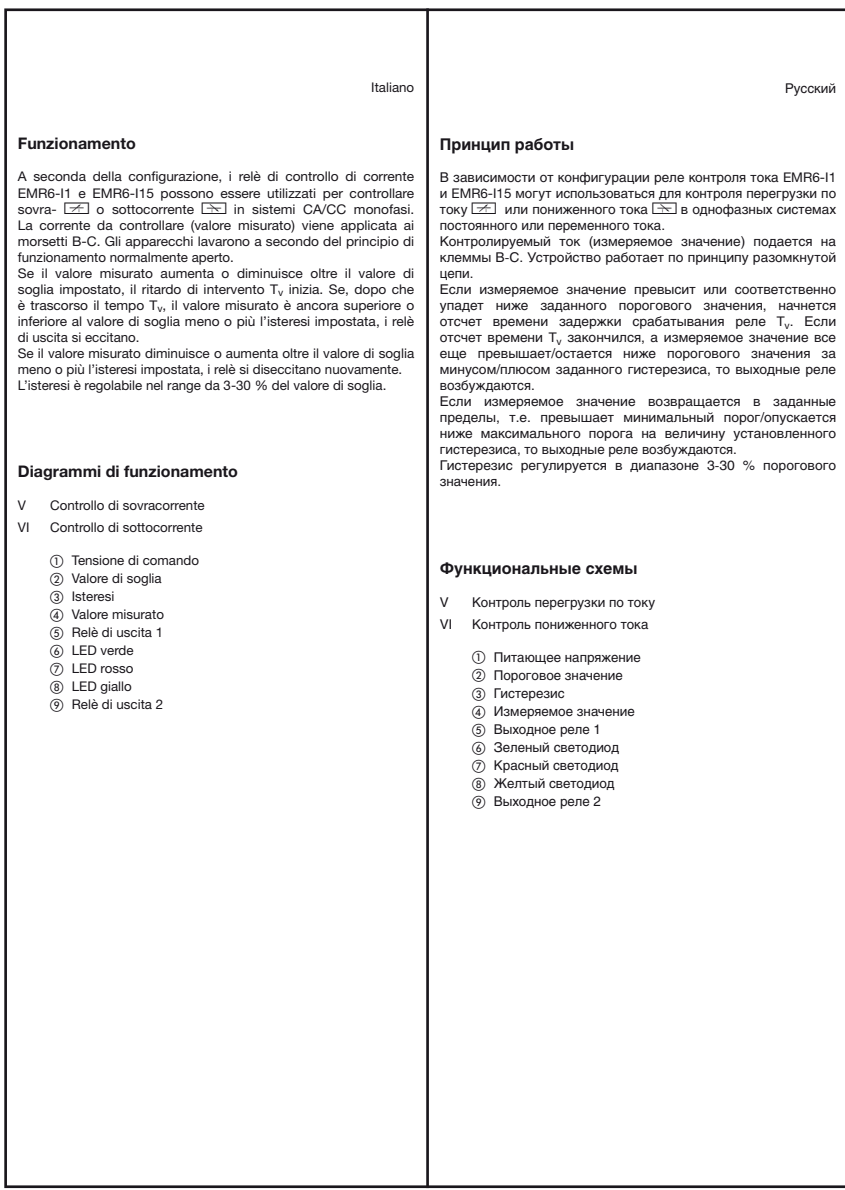 Italiano
Funzionamento
A seconda della configurazione, i relè di controllo di corrente
EMR6-I1 e EMR6-I15 possono essere utilizzati per controllare
sovra- o sottocorrente in sistemi CA/CC monofasi.
La corrente da controllare (valore misurato) viene applicata ai
morsetti B-C. Gli apparecchi lavarono a secondo del principio di
funzionamento normalmente aperto.
Se il valore misurato aumenta o diminuisce oltre il valore di
soglia impostato, il ritardo di intervento Tv inizia. Se, dopo che
è trascorso il tempo Tv, il valore misurato è ancora superiore o
inferiore al valore di soglia meno o più l'isteresi impostata, i relè
di uscita si eccitano.
Se il valore misurato diminuisce o aumenta oltre il valore di soglia
meno o più l'isteresi impostata, i relè si diseccitano nuovamente.
L'isteresi è regolabile nel range da 3-30 % del valore di soglia.
Diagrammi di funzionamento
V Controllo di sovracorrente
VI Controllo di sottocorrente
① Tensione di comando
② Valore di soglia
③ Isteresi
④ Valore misurato
⑤ Relè di uscita 1
⑥ LED verde
⑦ LED rosso
⑧ LED giallo
⑨ Relè di uscita 2
Русский
Принцип работы
В зависимости от конфигурации реле контроля тока EMR6-I1
и EMR6-I15 могут использоваться для контроля перегрузки по
току или пониженного тока в однофазных системах
постоянного или переменного тока.
Контролируемый ток (измеряемое значение) подается на
клеммы B-C. Устройство работает по принципу разомкнутой
цепи.
Если измеряемое значение превысит или соответственно
упадет ниже заданного порогового значения, начнется
отсчет времени задержки срабатывания реле Tv. Если
отсчет времени Tv закончился, а измеряемое значение все
еще превышает/остается ниже порогового значения за
минусом/плюсом заданного гистерезиса, то выходные реле
возбуждаются.
Если измеряемое значение возвращается в заданные
пределы, т.е. превышает минимальный порог/опускается
ниже максимального порога на величину установленного
гистерезиса, то выходные реле возбуждаются.
Гистерезис регулируется в диапазоне 3-30 % порогового
значения.
Функциональные схемы
V Контроль перегрузки по току
VI Контроль пониженного тока
① Питающее напряжение
② Пороговое значение
③ Гистерезис
④ Измеряемое значение
⑤ Выходное реле 1
⑥ Зеленый светодиод
⑦ Красный светодиод
⑧ Желтый светодиод
⑨ Выходное реле 2